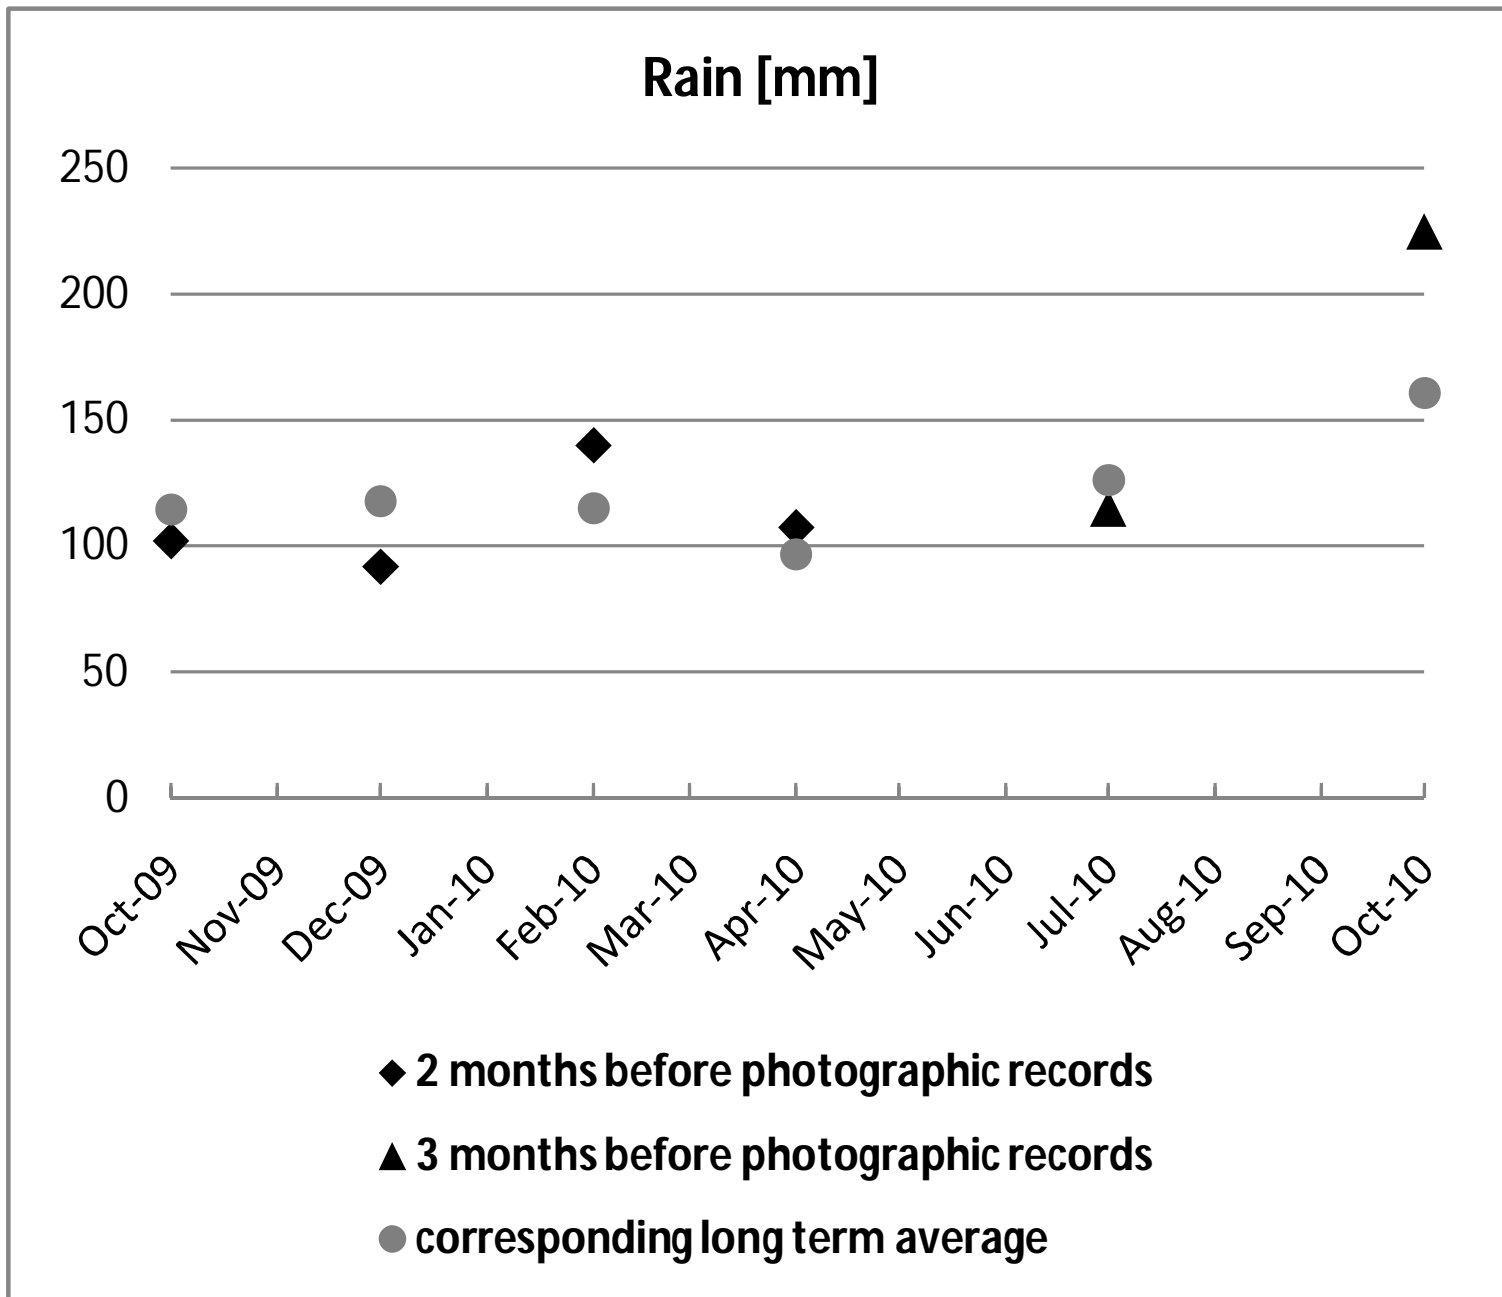 Rain [mm]
250
200
150
100
50
0
Oct-09
Nov-09
Dec-09
Jan-10
Feb-10
Mar-10
Apr-10
May-10
Jun-10
Jul-10
Aug-10
Sep-10
Oct-10
2 months before photographic records
3 months before photographic records
corresponding long term average